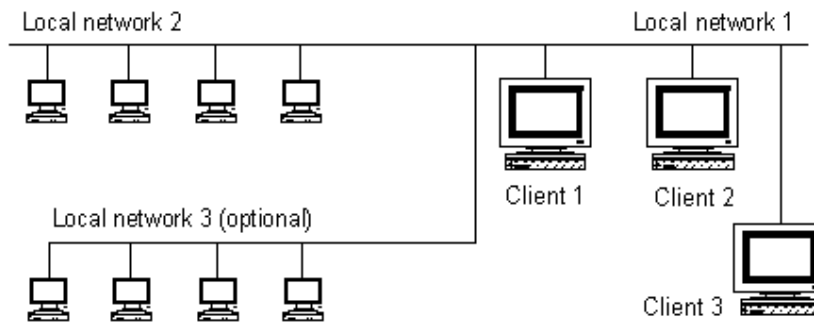 Local network 2
Local network 1
Client 1
Client 2
Local network 3 (optional)
Client 3